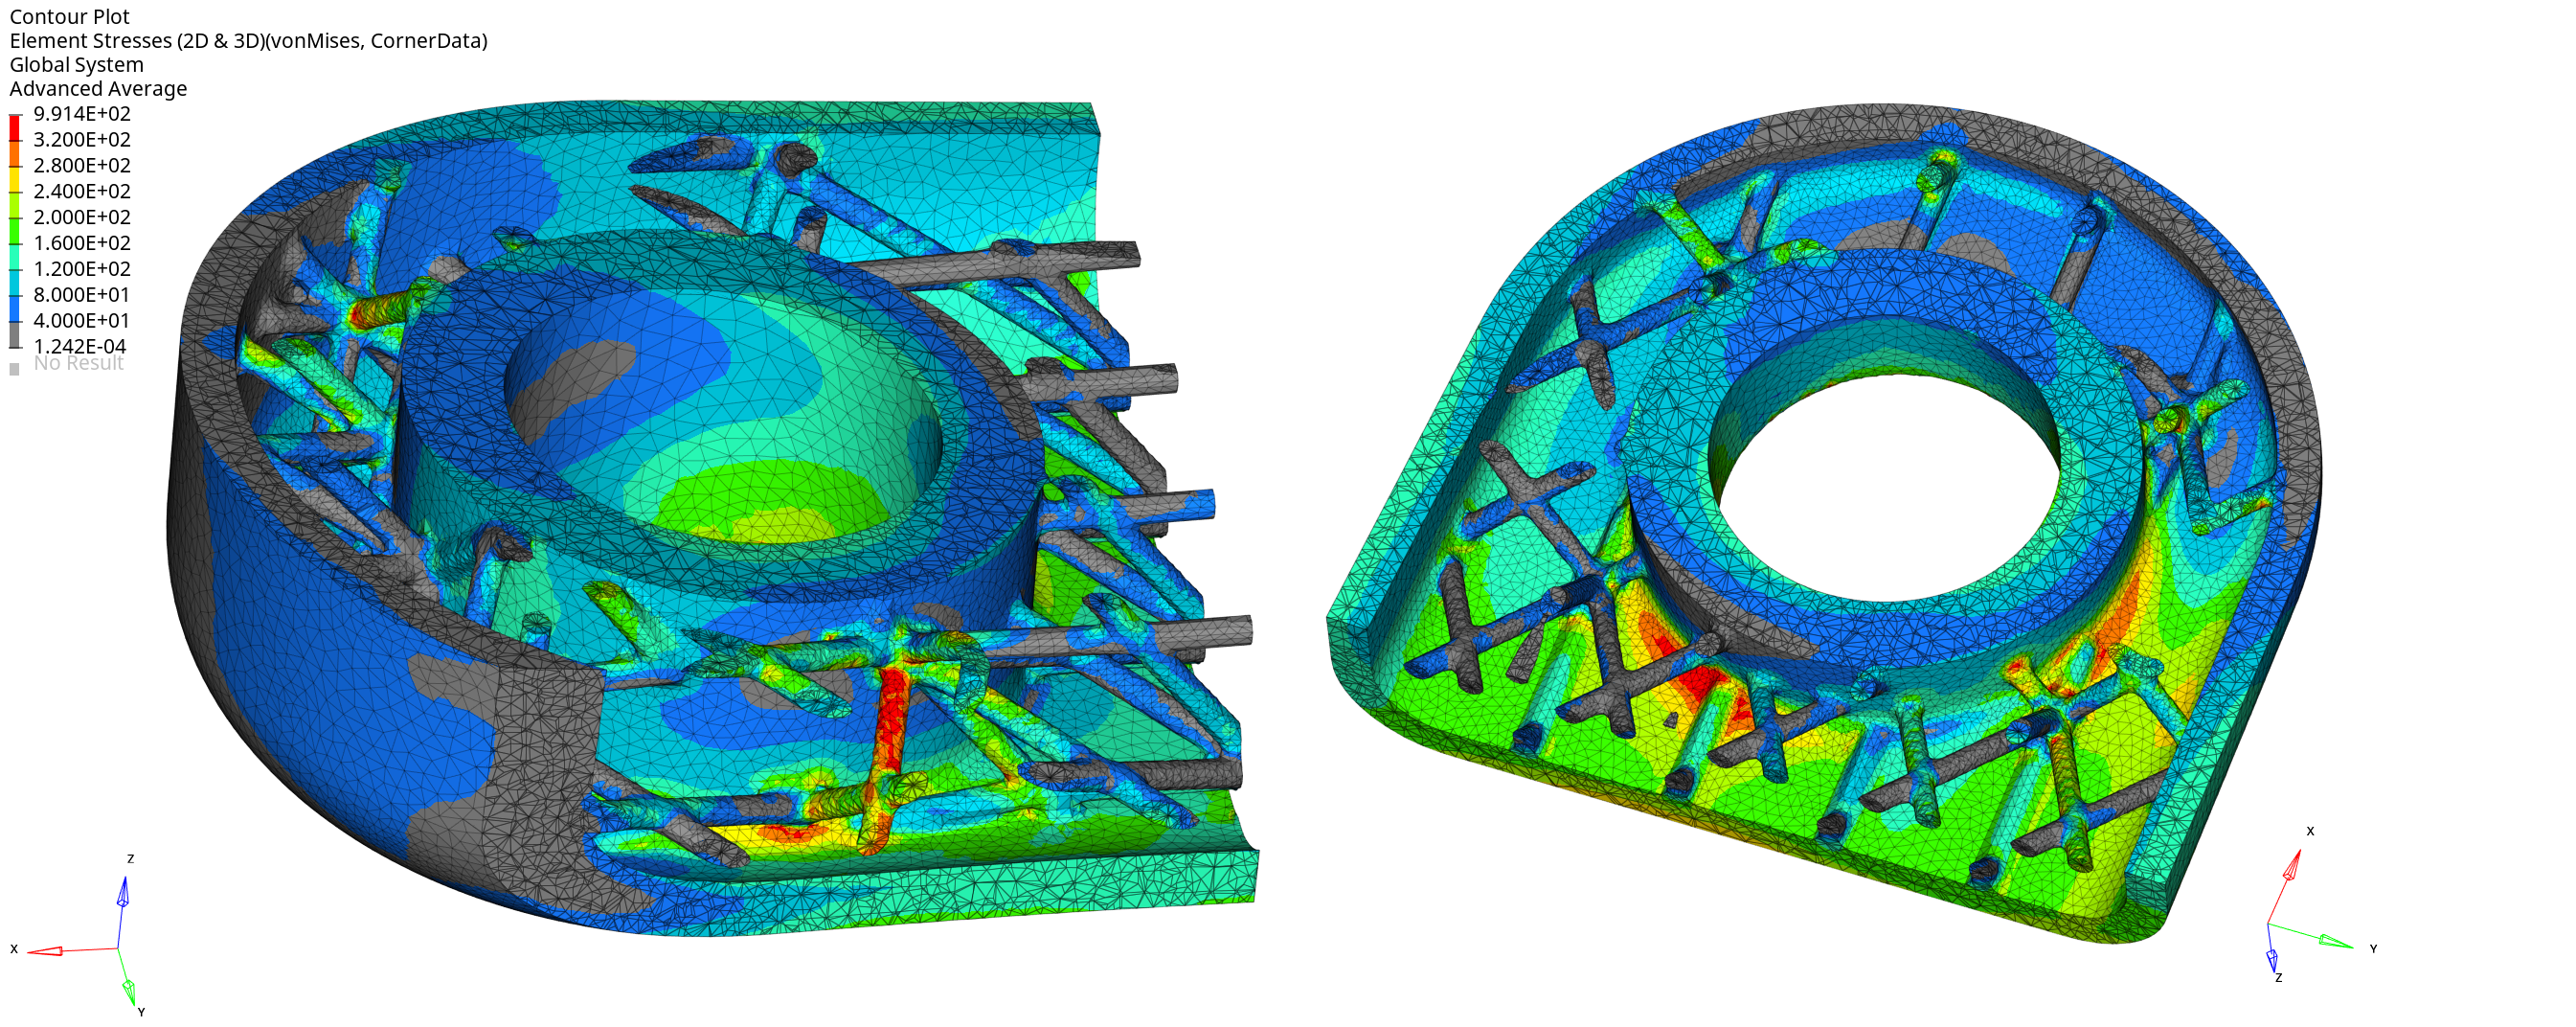 Contour Plot
Element Stresses (2D & 3D)(vonMises, CornerData)
Global System
Advanced Average
9.914E+02
3.200E+02
2.800E+02
2.400E+02
2.000E+02
1.600E+02
1.200E+02
8.000E+01
4.000E+01
1.242E-04
No Result
Z
X
Y
X
Y
Z